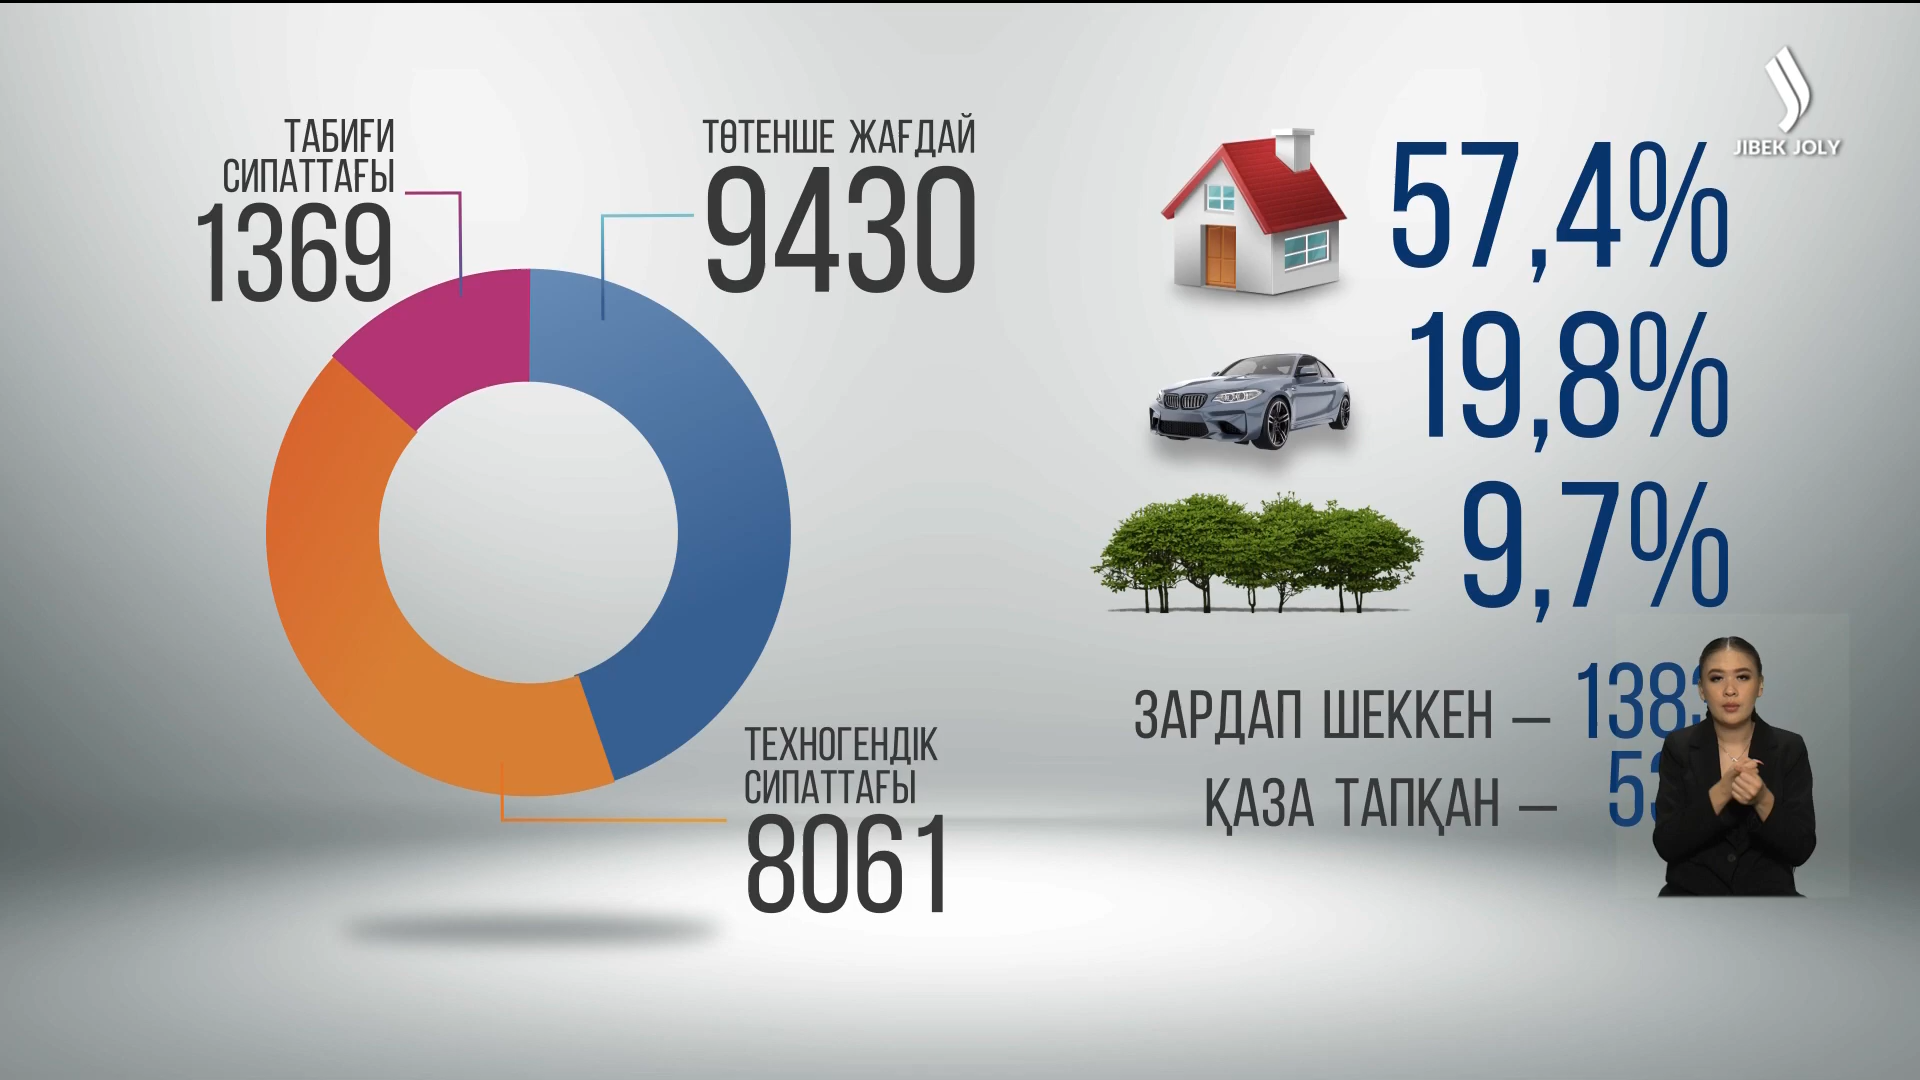 ТАБИҒИ
СИПАТТАҒЫ
1369
ТӨТЕНШЕ ЖАҒДАЙ
9430
ТЕХНОГЕНДІК
СИПАТТАҒЫ
8061
57,4%
19,8%
9,7%
ЗАРДАП ШЕККЕН –
ҚАЗА ТАПҚАН –
JIBEK JOLY